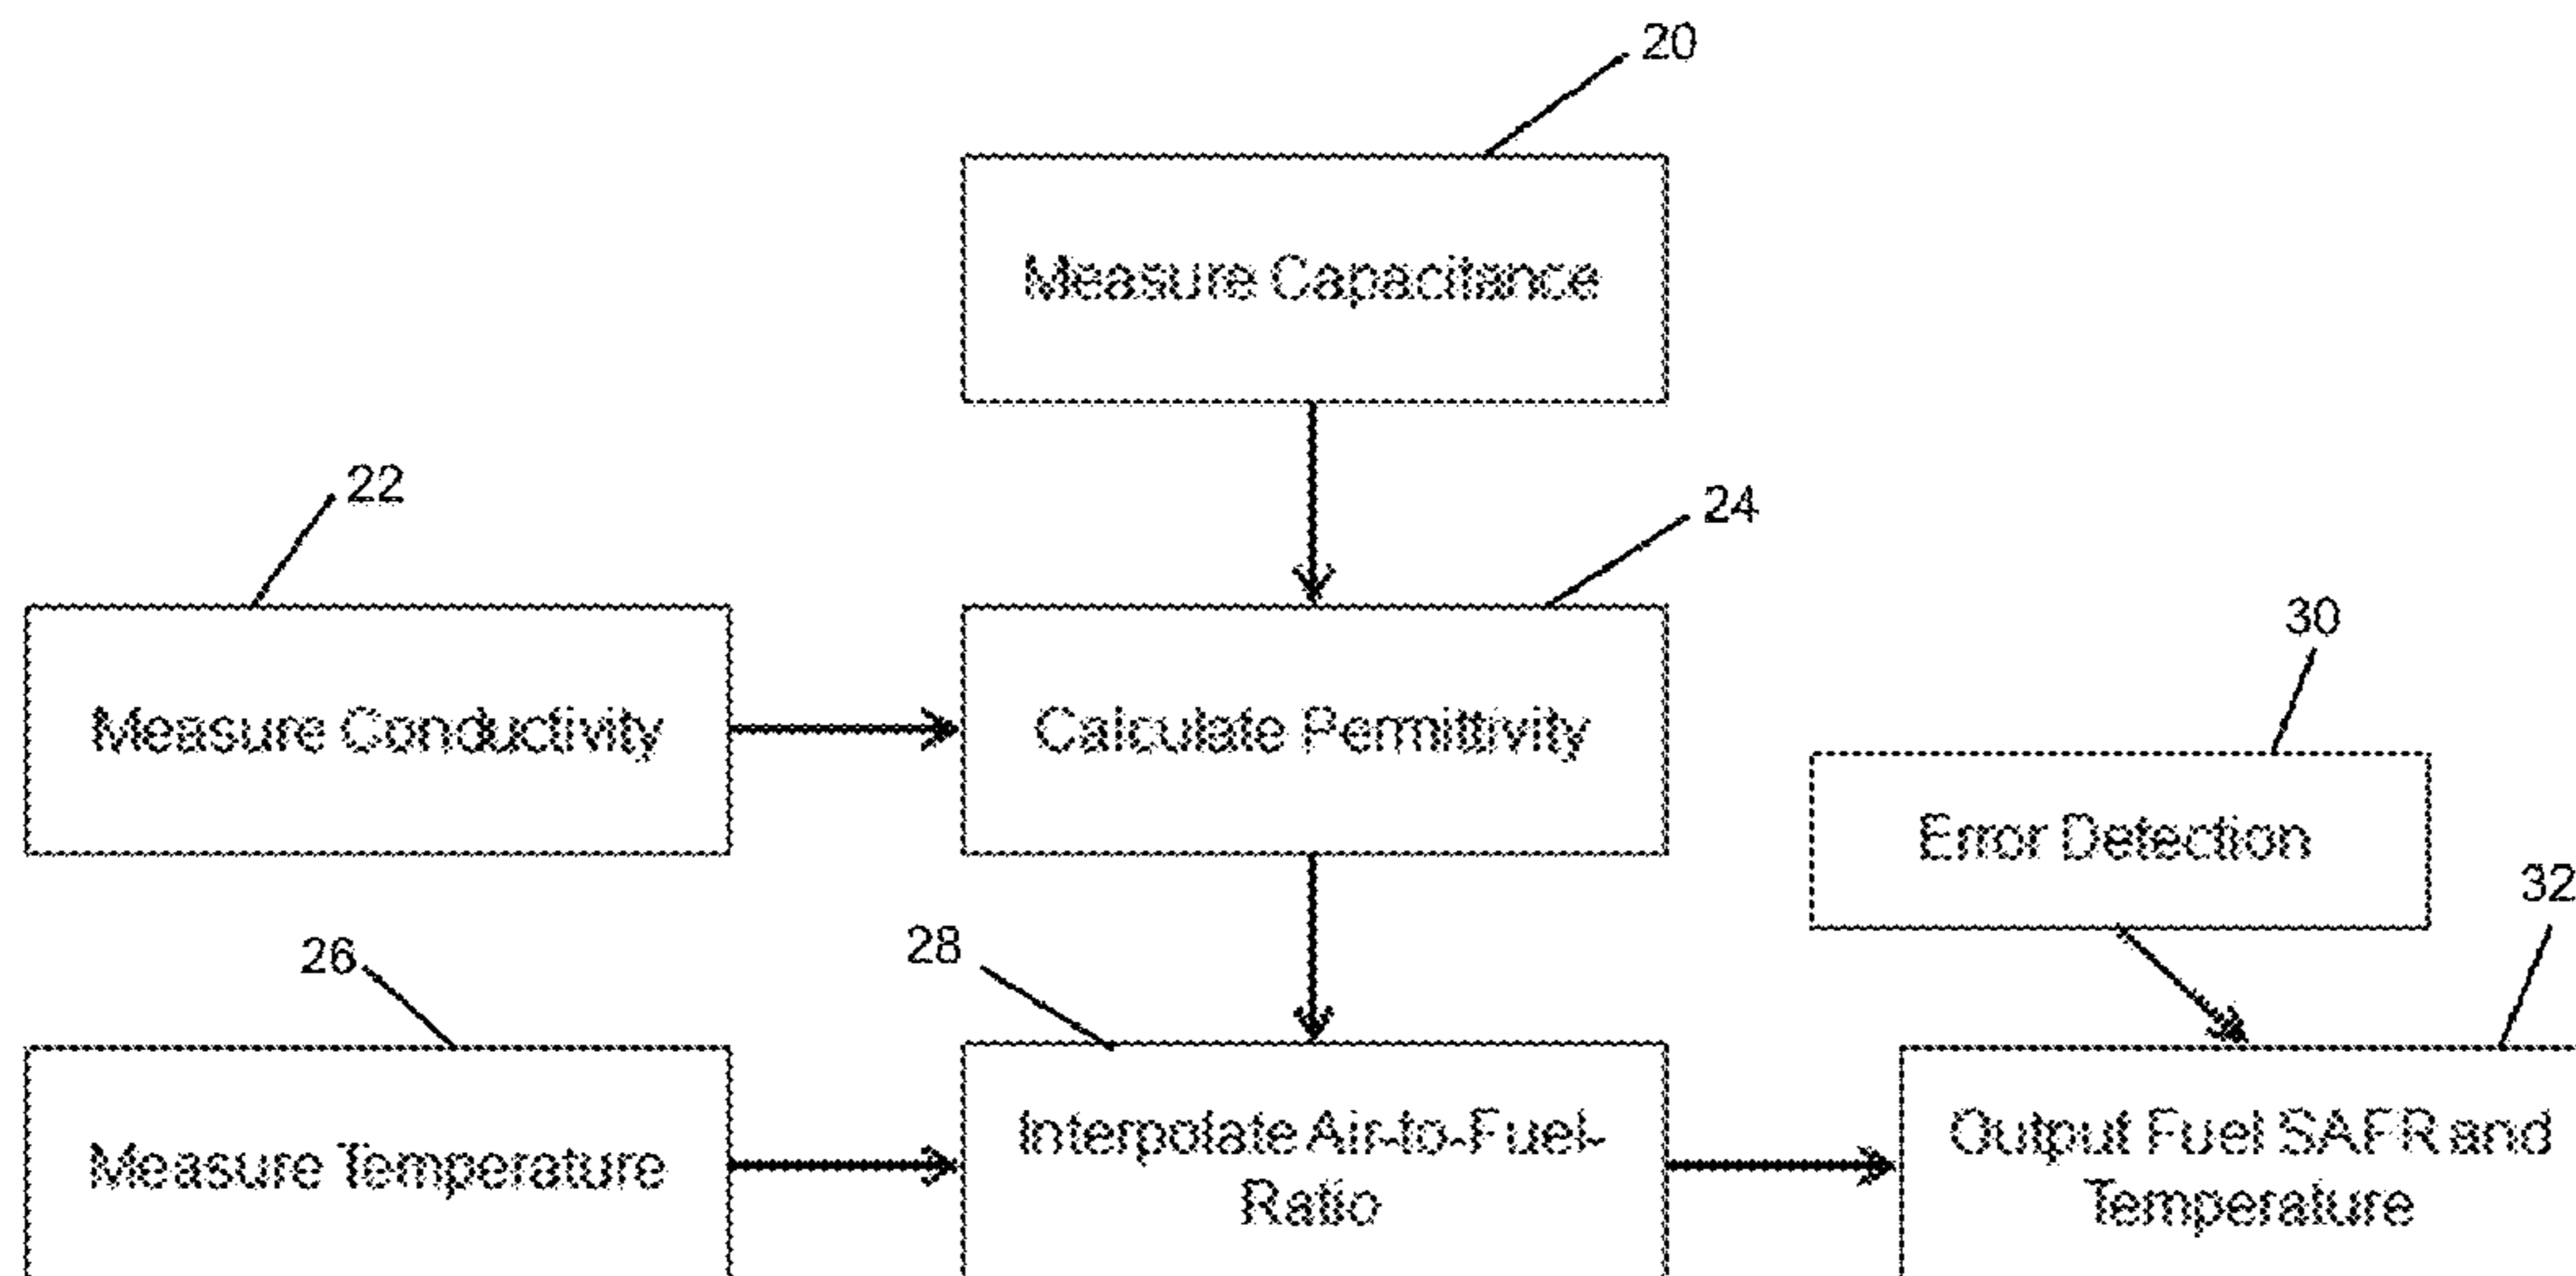 20
Measure Capacitance
22
24
Measure Conductivity
Calculate Permittivity
30
Error Detection
32
26
28
Measure Temperature
Interpolate Air-to-Fuel-
Ratio
Output Fuel SAFR and
Temperature